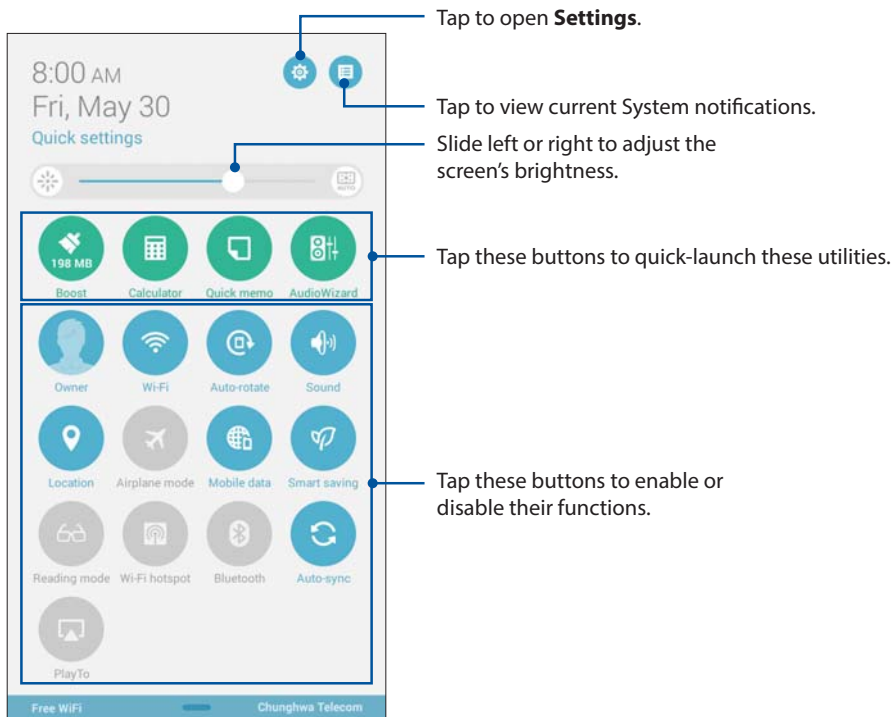 Tap to open Settings.
8:00 AM
Fri, May 30
Tap to view current System notifications.
Quick settings
Slide left or right to adjust the
screen's brightness.
AUTO
198 MB
Tap these buttons to quick-launch these utilities.
Boost Calculator Quick memo AudioWizard
Owner Wi-Fi Auto-rotate Sound
Location Airplane mode Mobile data Smart saving
Tap these buttons to enable or
disable their functions.
Reading mode Wi-Fi hotspot Bluetooth Auto-sync
PlayTo
Free WiFi Chunghwa Telecom